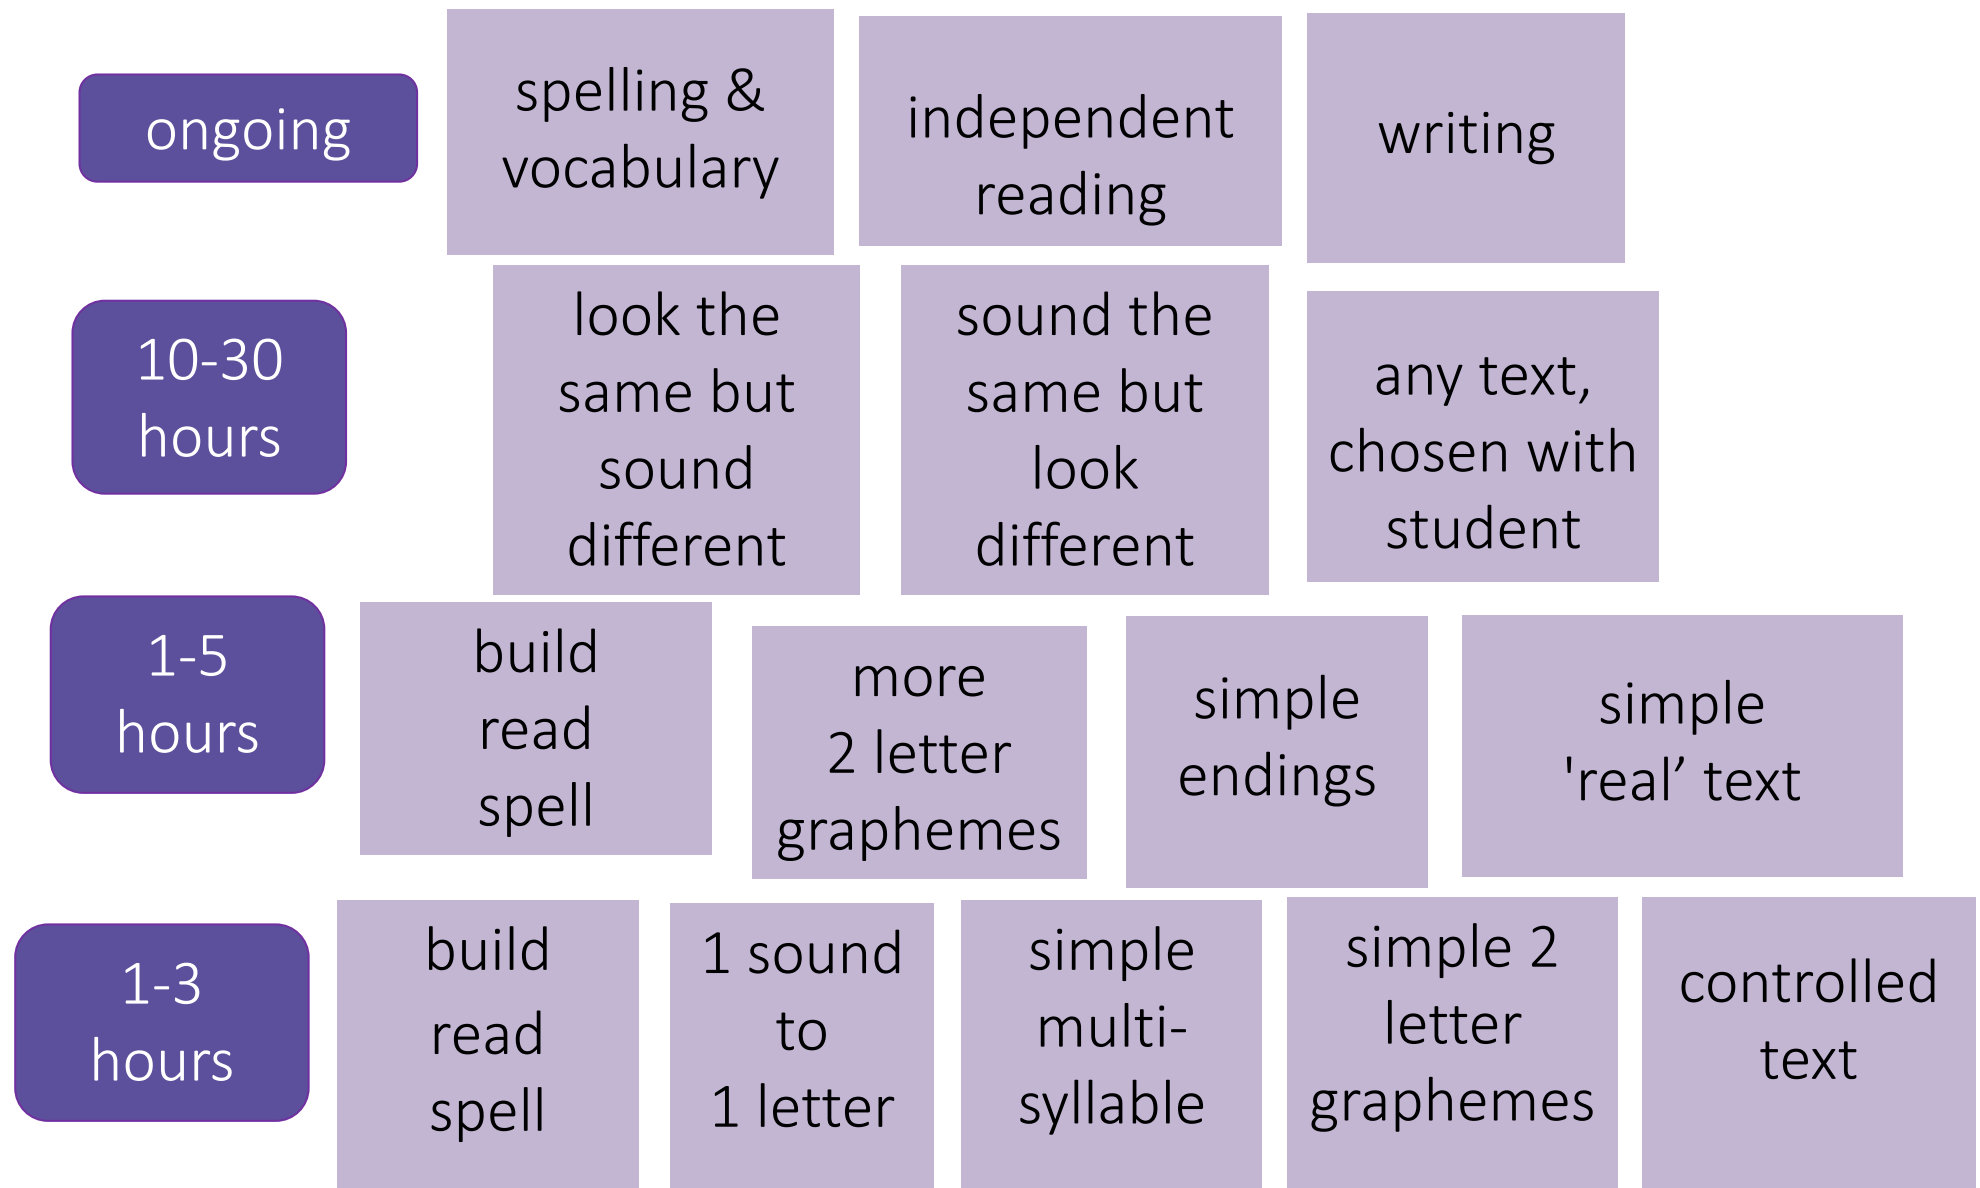 ongoing
spelling &
vocabulary
independent
reading
writing
10-30
hours
look the
same but
sound
different
sound the
same but
look
different
any text,
chosen with
student
1-5
hours
build
read
spell
more
2 letter
graphemes
simple
endings
simple
'real’ text
1-3
hours
build
read
spell
1 sound
to
1 letter
simple
multi-
syllable
simple 2
letter
graphemes
controlled
text